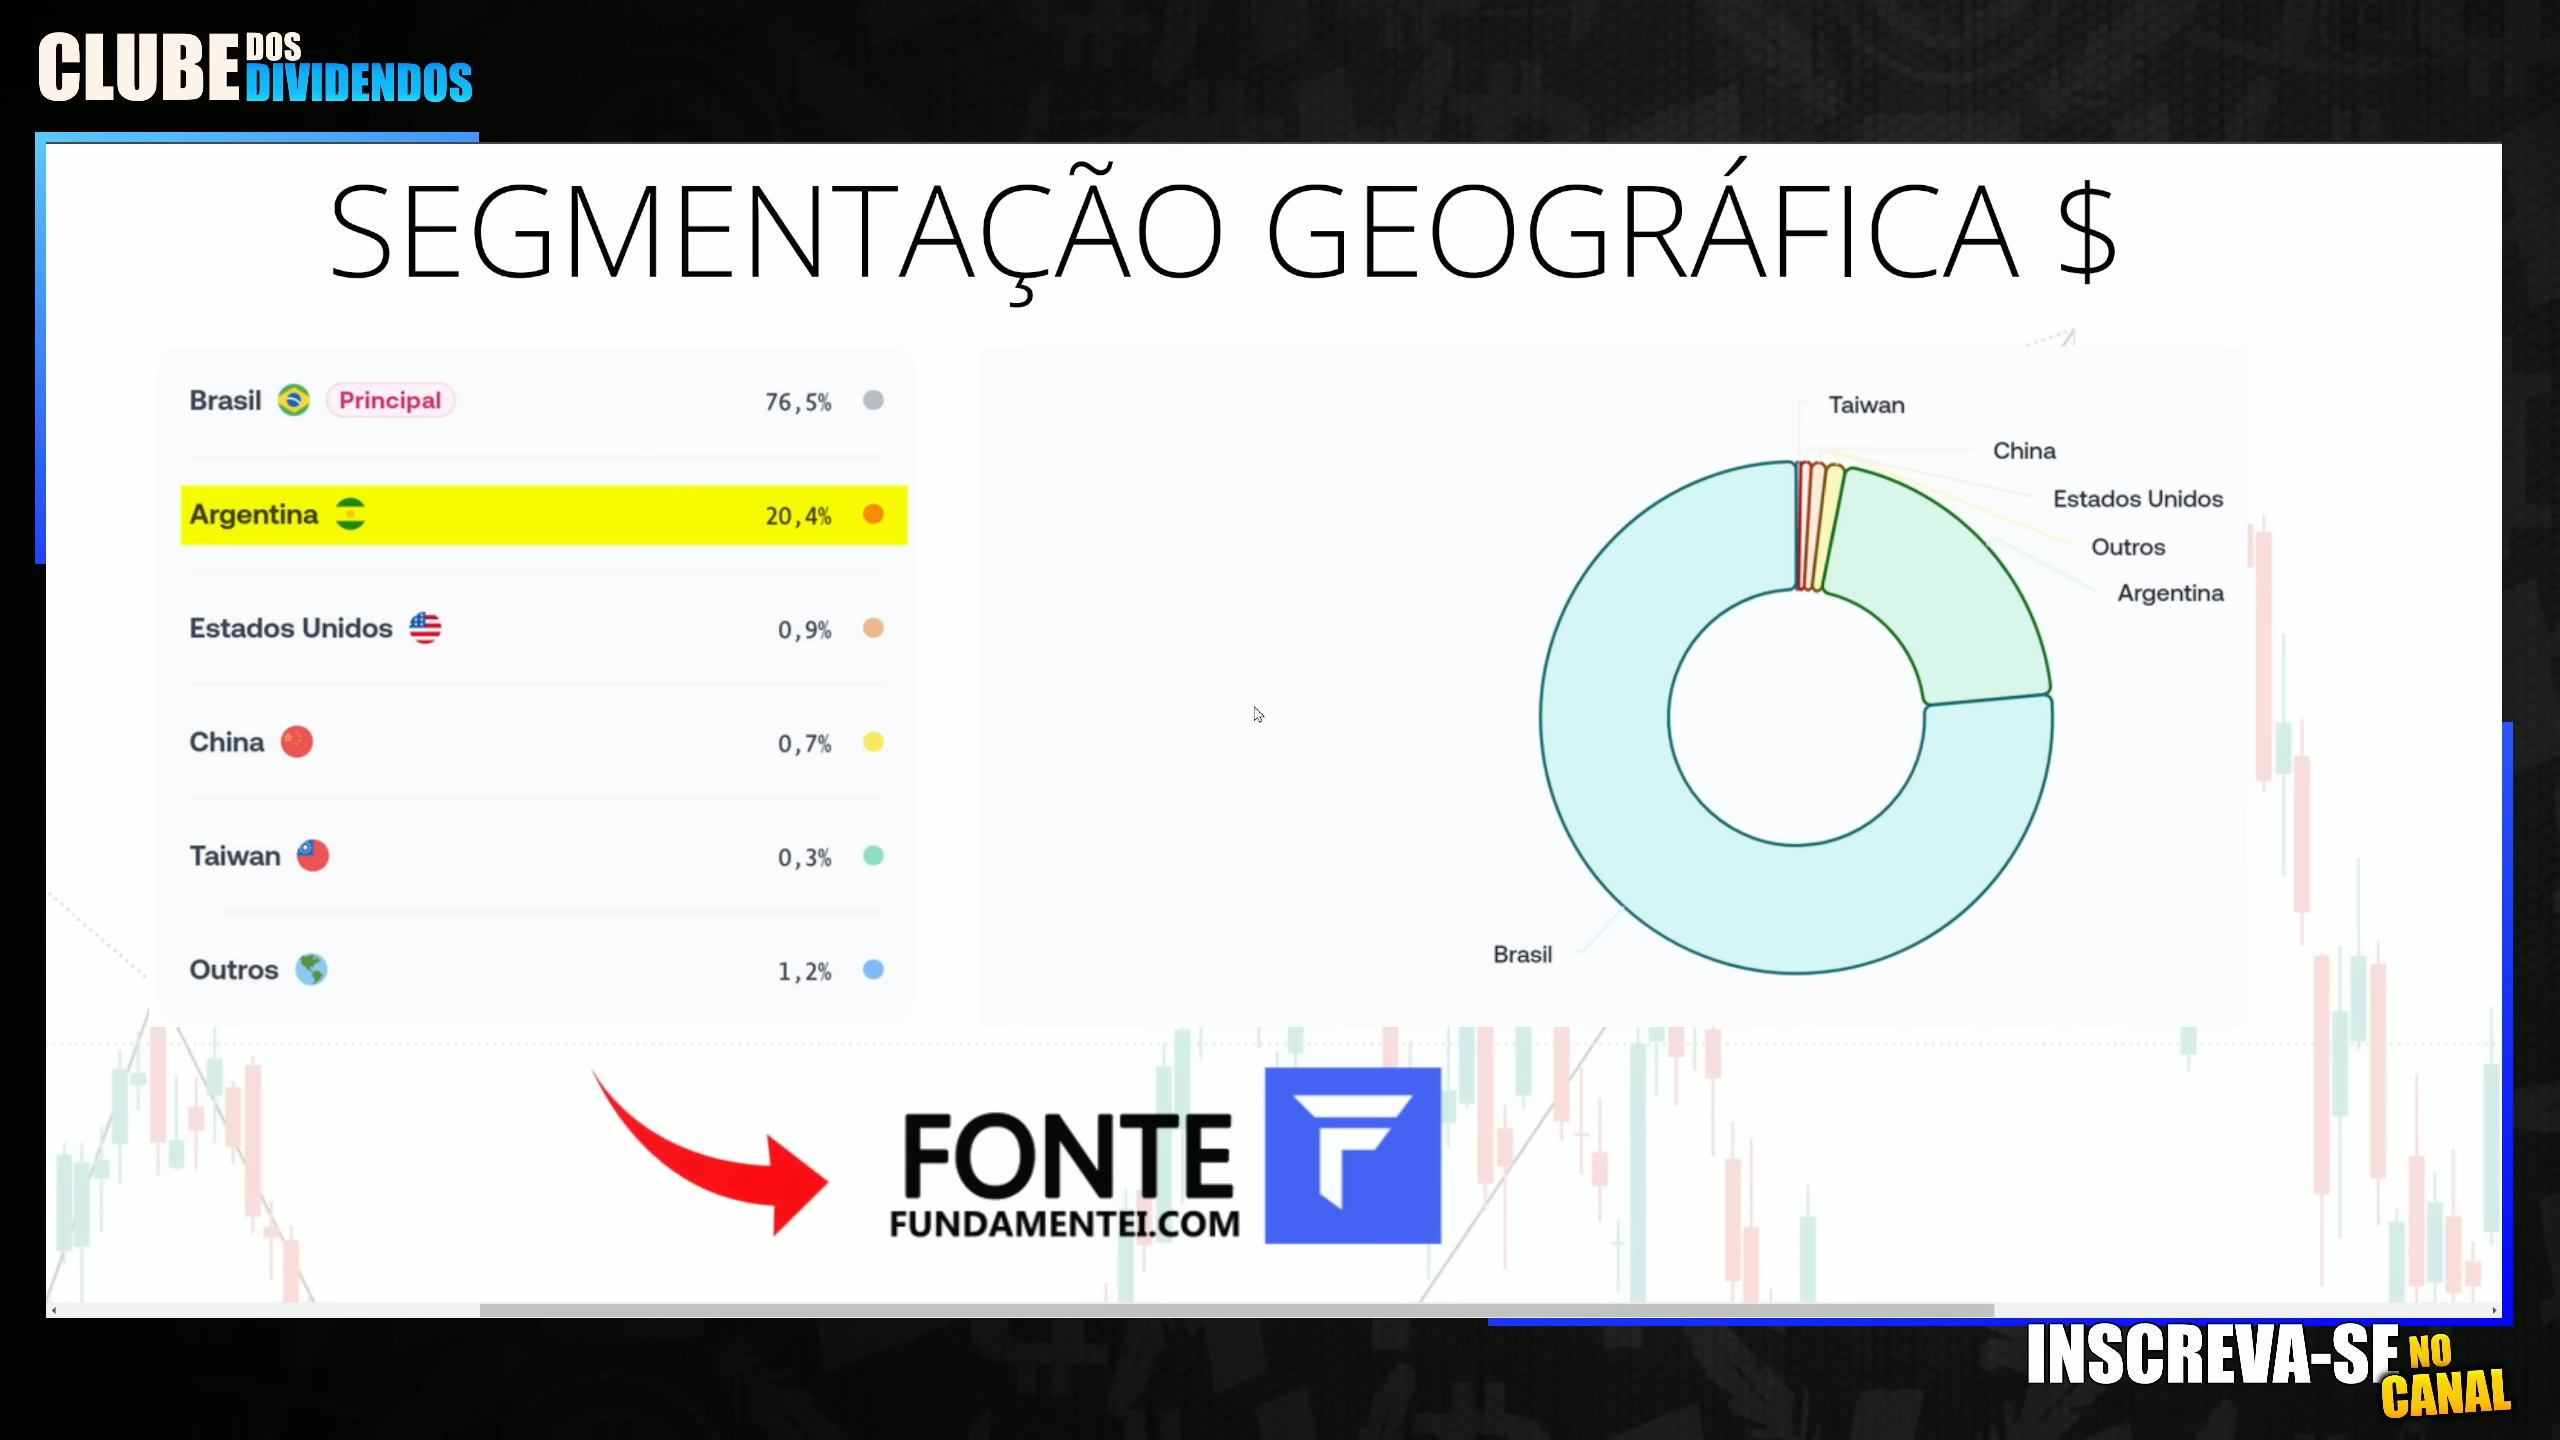 CLUBE DOS DIVIDENDOS
SEGMENTAÇÃO GEOGRÁFICA $
Brasil Principal 76,5%
Argentina 20,4%
Estados Unidos 0,9%
China 0,7%
Taiwan 0,3%
Outros 1,2%
Taiwan
China
Estados Unidos
Outros
Argentina
Brasil
FONTE
FUNDAMENTEI.COM
INSCREVA-SE NO
CANAL